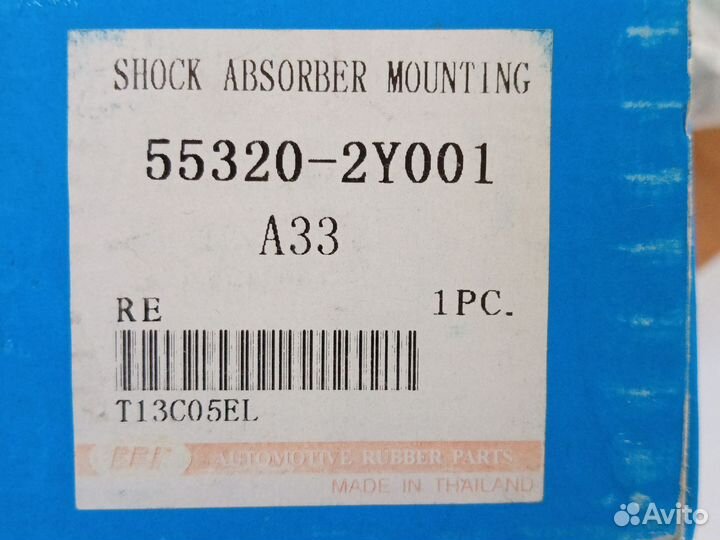 SHOCK ABSORBER MOUNTING
55320-2Y001
A33
RE 1PC.
T13C05EL
AUTOMOTIVE RUBBER PARTS
MADE IN THAILAND
Avito